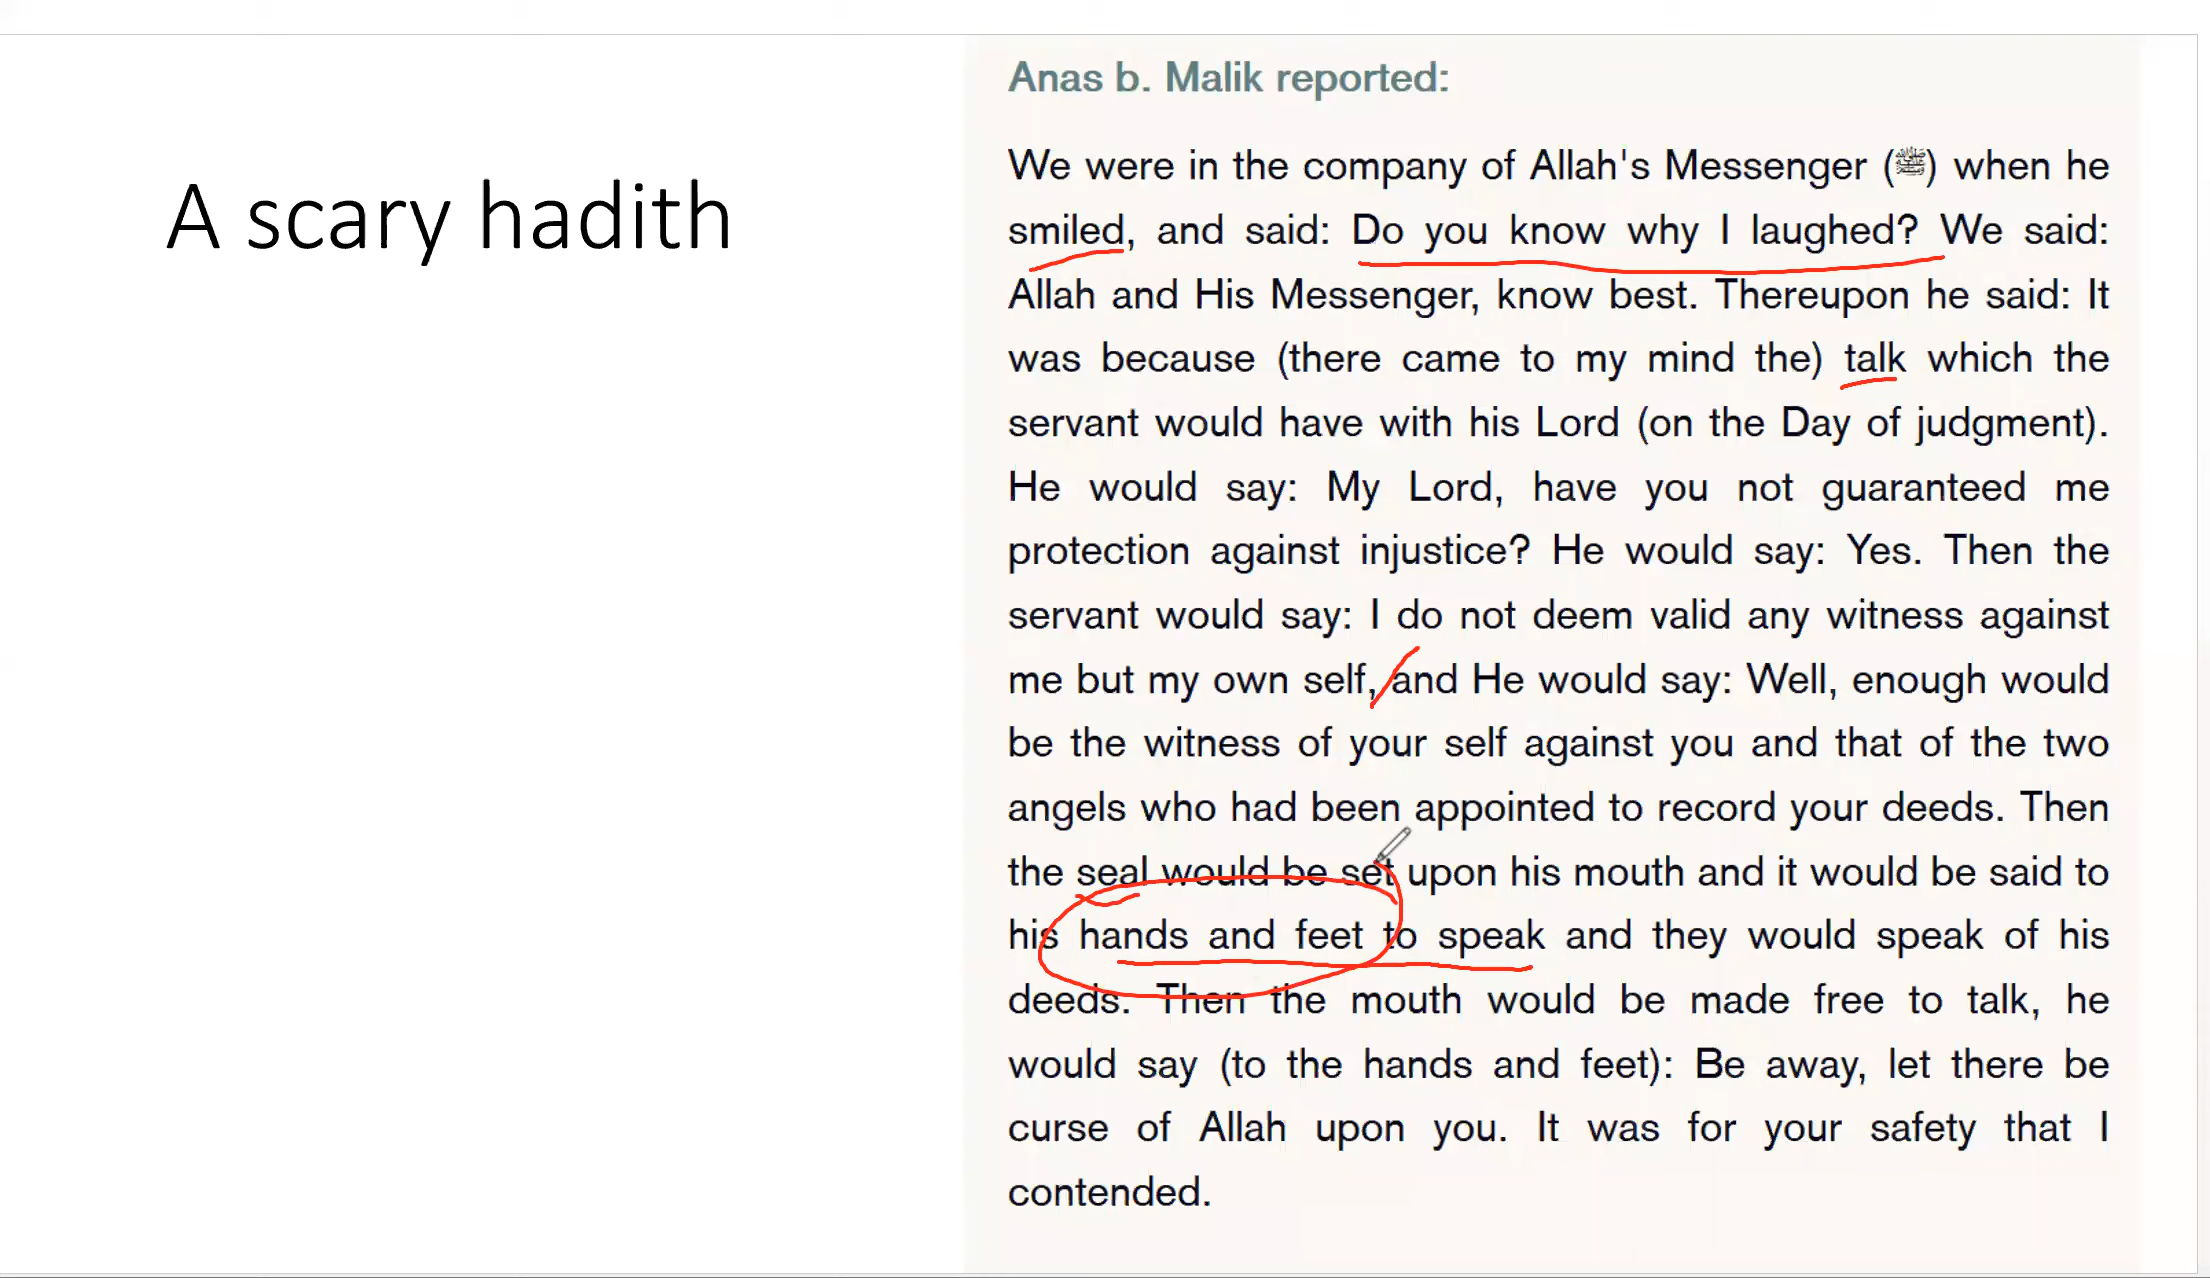 A scary hadith
Anas b. Malik reported:
We were in the company of Allah's Messenger (ﷺ) when he
smiled, and said: Do you know why I laughed? We said:
Allah and His Messenger, know best. Thereupon he said: It
was because (there came to my mind the) talk which the
servant would have with his Lord (on the Day of judgment).
He would say: My Lord, have you not guaranteed me
protection against injustice? He would say: Yes. Then the
servant would say: I do not deem valid any witness against
me but my own self, and He would say: Well, enough would
be the witness of your self against you and that of the two
angels who had been appointed to record your deeds. Then
the seal would be set upon his mouth and it would be said to
his hands and feet to speak and they would speak of his
deeds. Then the mouth would be made free to talk, he
would say (to the hands and feet): Be away, let there be
curse of Allah upon you. It was for your safety that I
contended.